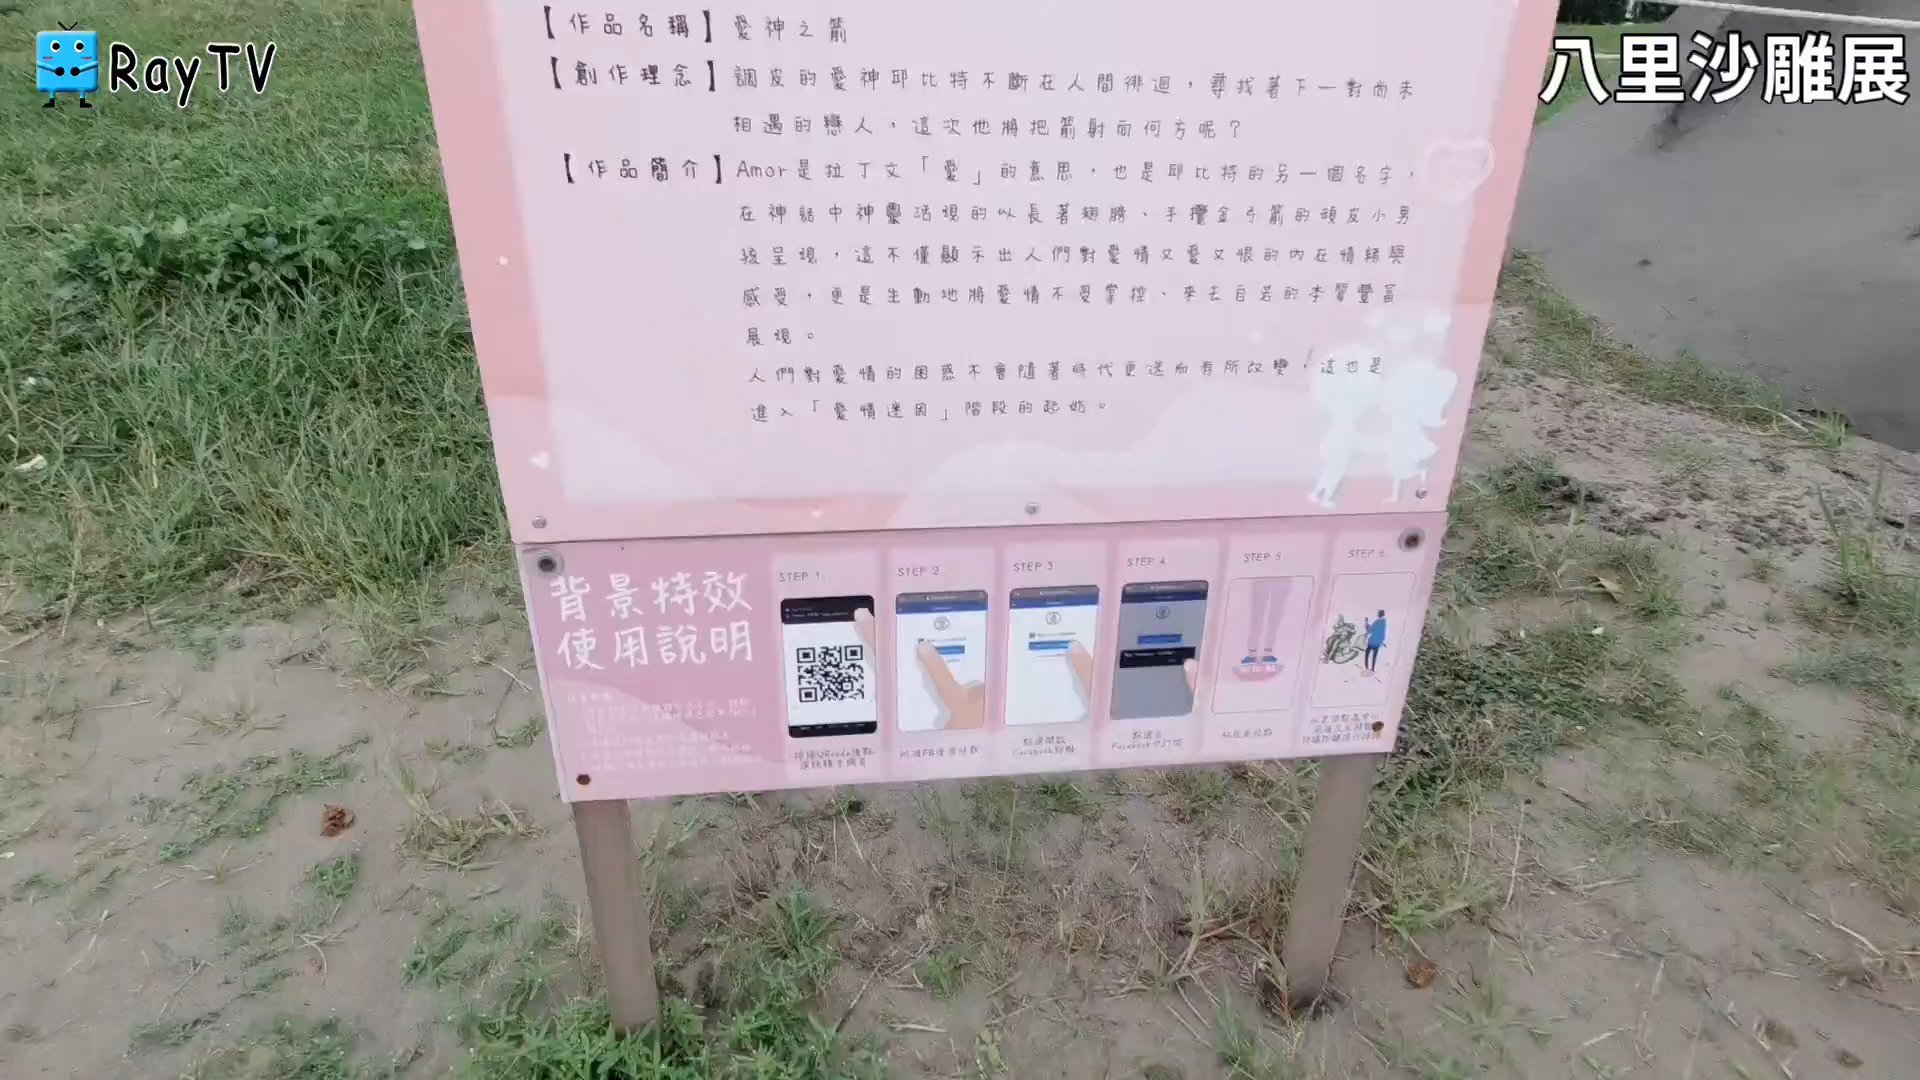 RayTV
八里沙雕展
【作品名稱】愛神之箭
【創作理念】調皮的愛神邱比特不斷在人間徘迴，尋找著下一對尚未
相遇的戀人，這次他將把箭射向何方呢？
【作品簡介】Amor是拉丁文「愛」的意思，也是邱比特的另一個名字，
在神話中神靈活現的以長著翅膀、手攬金弓箭的頑皮小男
孩呈現，這不僅顯示出人們對愛情又愛又恨的內在情緒與
感受，更是生動地將愛情不受掌控、來去自若的本質豐富
展現。
人們對愛情的困惑不會隨著時代更迭而有所改變，這也是
進入「愛情迷因」階段的起始。
背景特效
使用說明
STEP 1
STEP 2
STEP 3
STEP 4
STEP 5
STEP 6